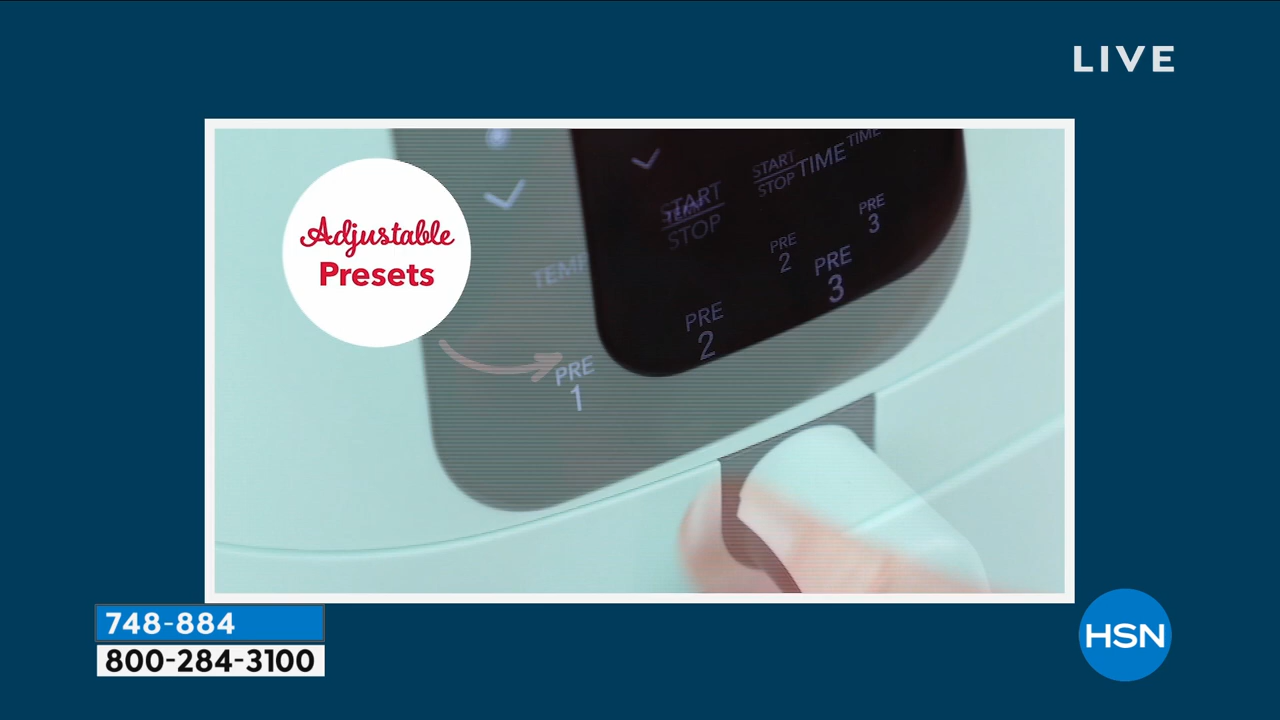 LIVE
Adjustable
Presets
START
STOP
TIME
TIME
START
STOP
TEMP
PRE
3
PRE
2
PRE
3
PRE
2
PRE
1
748-884
800-284-3100
HSN